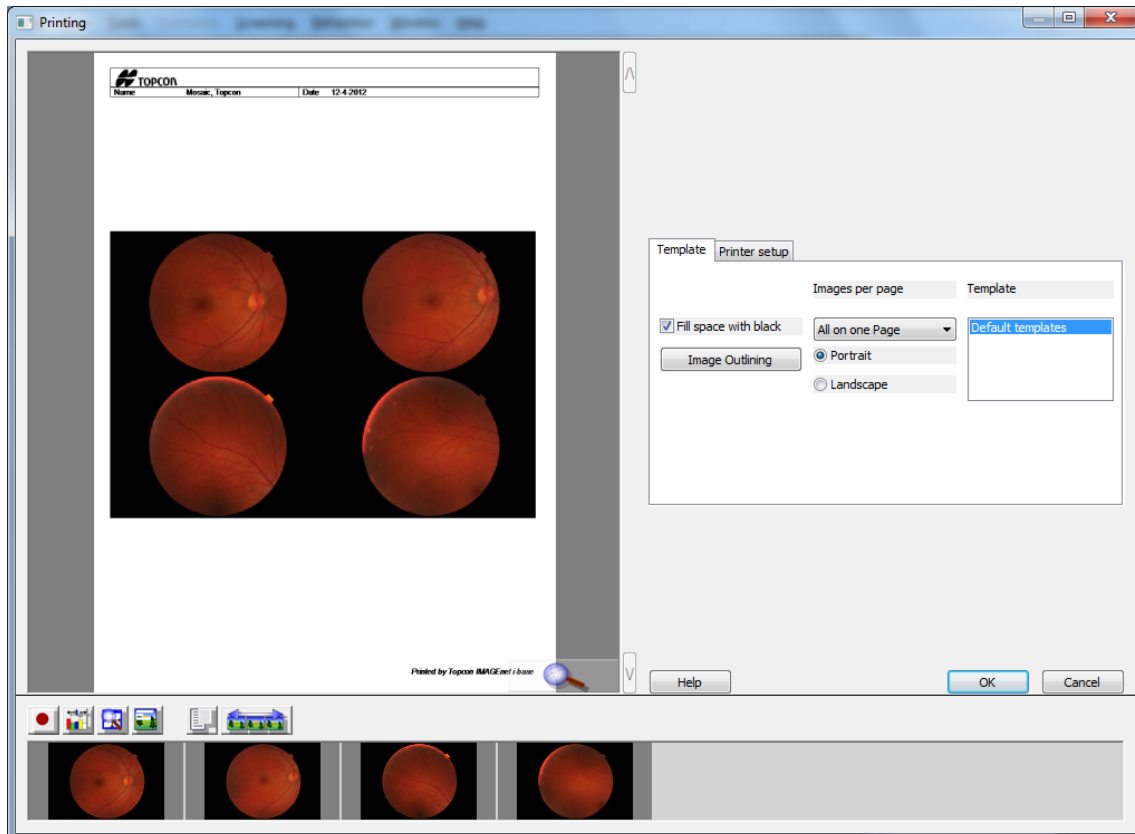 Printing
TOPCON
Name Mosaic, Topcon Date 12-4-2012
Template Printer setup
Images per page Template
Fill space with black All on one Page Default templates
Image Outlining Portrait
Landscape
Printed by Topcon IMAGEnet i-base
Help OK Cancel